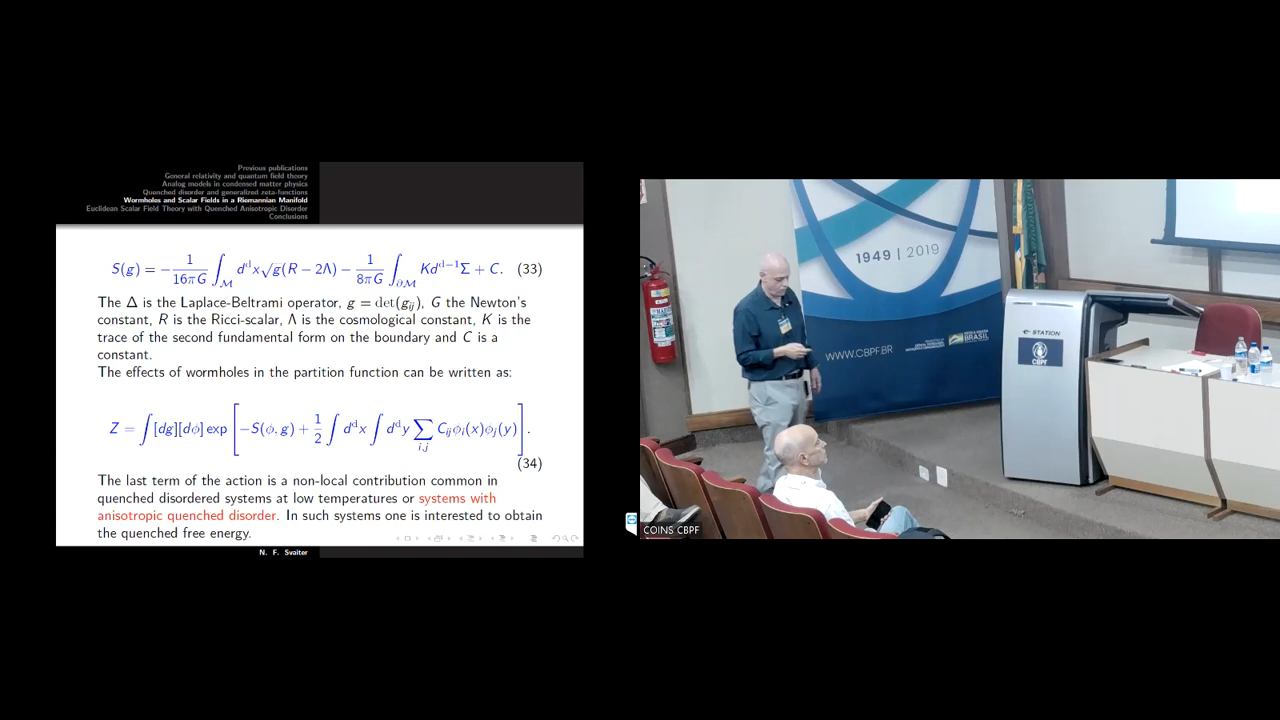 Previous publications
General relativity and quantum field theory
Analog models in condensed matter physics
Quenched disorder and generalized zeta-functions
Wormholes and Scalar Fields in a Riemannian Manifold
Euclidean Scalar Field Theory with Quenched Anisotropic Disorder
Conclusions
S(g) = −\frac{1}{16πG} ∫_M d^d x √g (R − 2Λ) − \frac{1}{8πG} ∫_{∂M} K d^{d−1}Σ + C. (33)
The Δ is the Laplace-Beltrami operator, g = det(g_{ij}), G the Newton's
constant, R is the Ricci-scalar, Λ is the cosmological constant, K is the
trace of the second fundamental form on the boundary and C is a
constant.
The effects of wormholes in the partition function can be written as:
Z = ∫ [dg][dϕ] exp [ −S(ϕ, g) + \frac{1}{2} ∫ d^d x ∫ d^d y ∑_{i,j} C_{ij} ϕ_i(x) ϕ_j(y) ].
(34)
The last term of the action is a non-local contribution common in
quenched disordered systems at low temperatures or systems with
anisotropic quenched disorder. In such systems one is interested to obtain
the quenched free energy.
N. F. Svaiter
1949 | 2019
WWW.CBPF.BR
BRASIL
e-STATION
CBPF
COINS CBPF